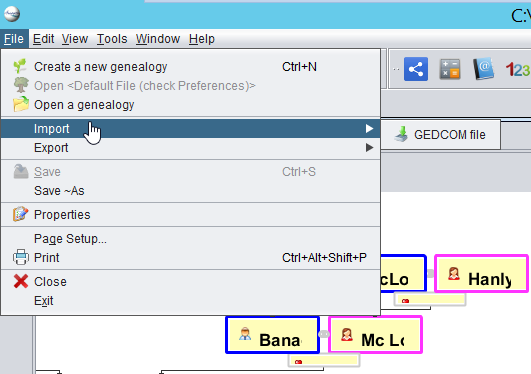 C:\
File Edit View Tools Window Help
Create a new genealogy Ctrl+N
Open <Default File (check Preferences)>
Open a genealogy
123
Import
GEDCOM file
Export
Save Ctrl+S
Save ~As
Properties
Page Setup...
Print Ctrl+Alt+Shift+P
Close
Exit
cLo Hanly
Bana Mc Lo